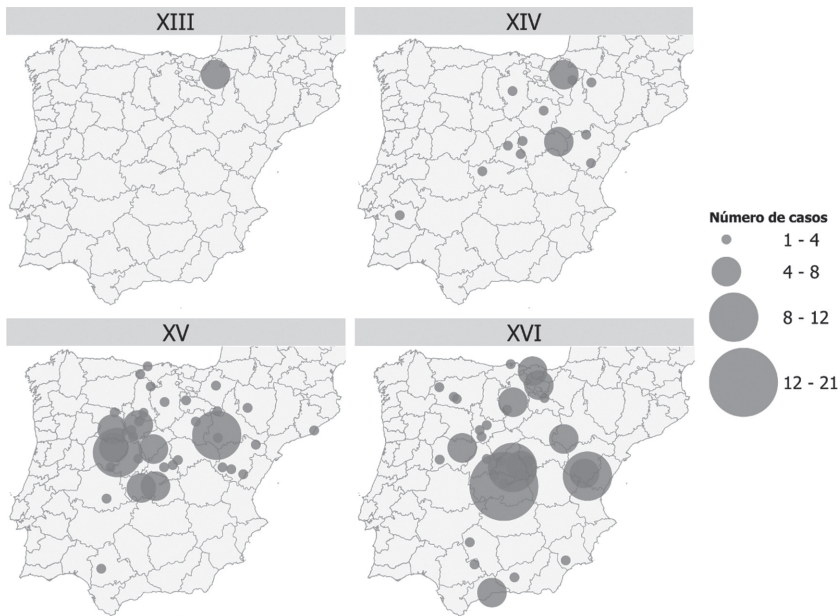 XIII
XIV
Número de casos
1 - 4
4 - 8
8 - 12
12 - 21
XV
XVI